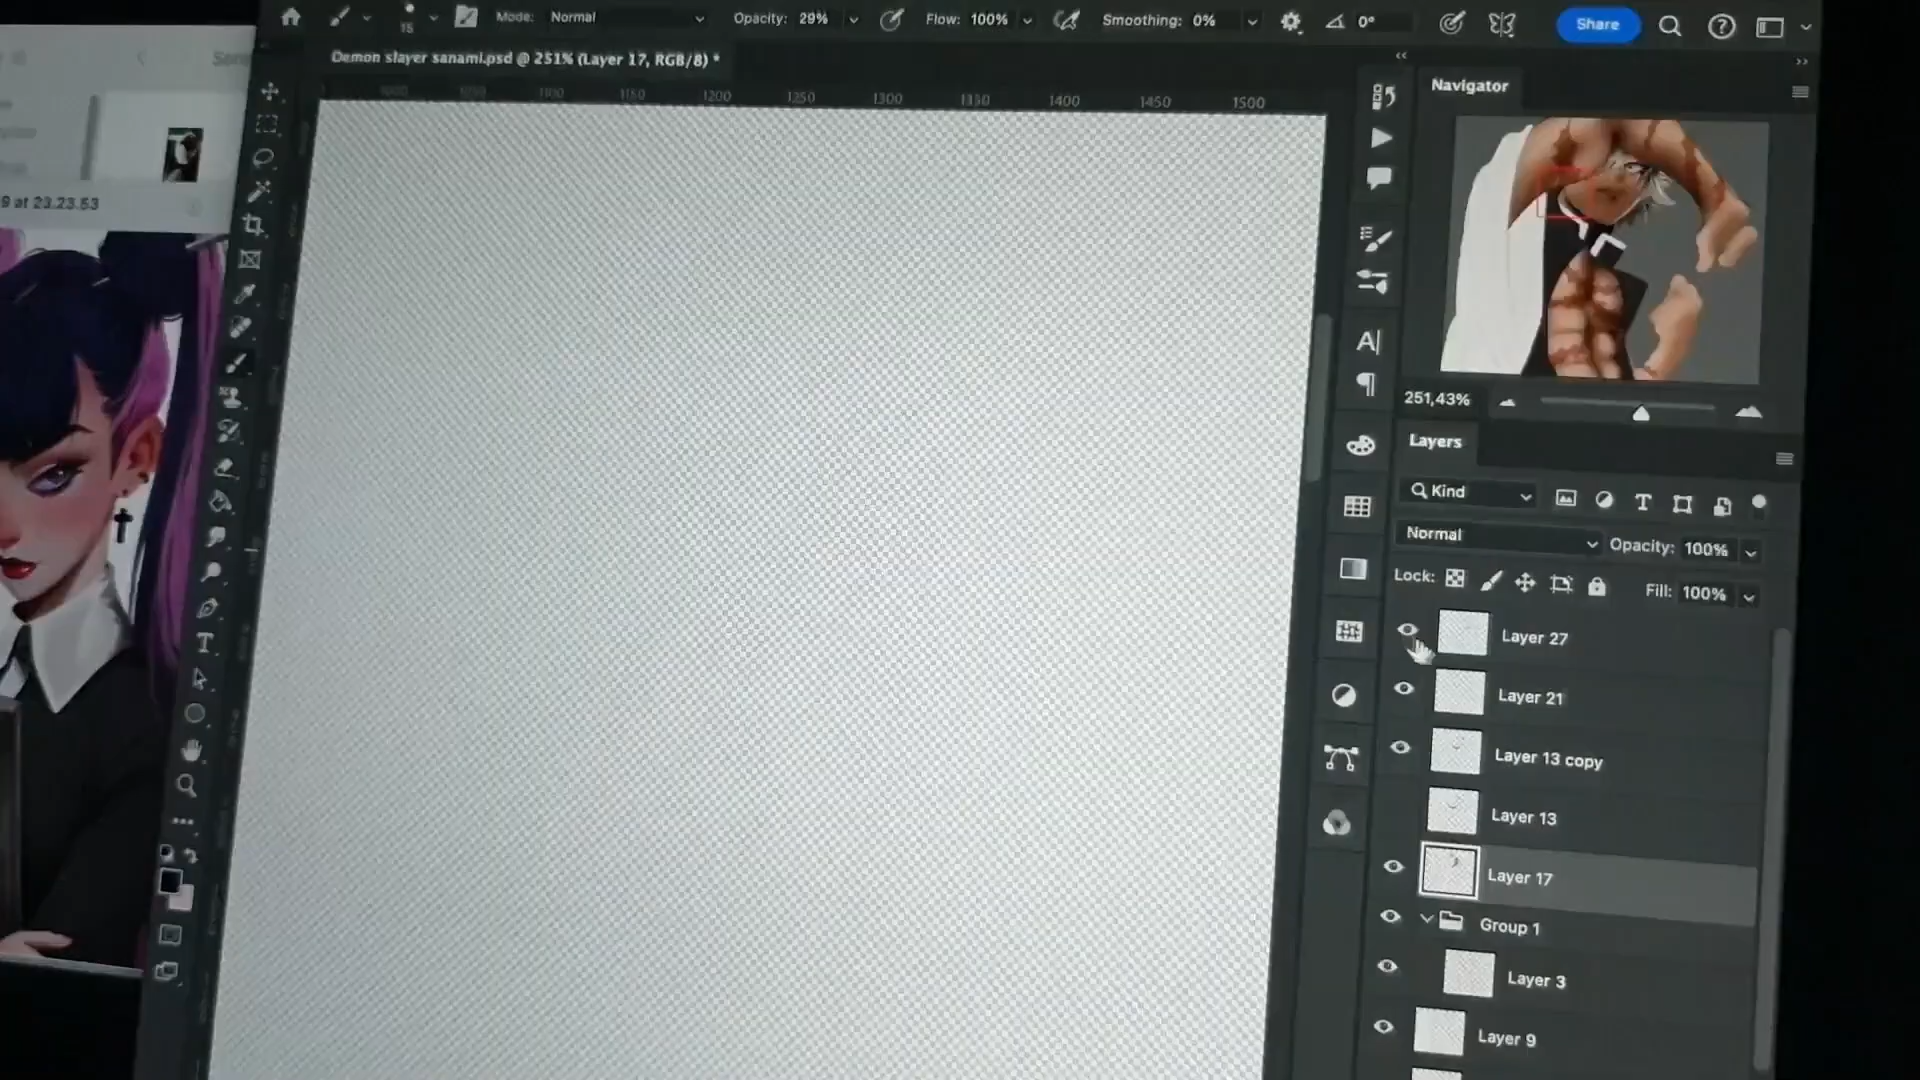 15
Mode: Normal
Opacity: 29%
Flow: 100%
Smoothing: 0%
0°
Share
Demon slayer sanami.psd @ 251% (Layer 17, RGB/8) *
1150 1200 1250 1300 1350 1400 1450 1500
Navigator
9 at 23.23.53
251,43%
Layers
Kind
Normal
Opacity: 100%
Lock:
Fill: 100%
Layer 27
Layer 21
Layer 13 copy
Layer 13
Layer 17
Group 1
Layer 3
Layer 9